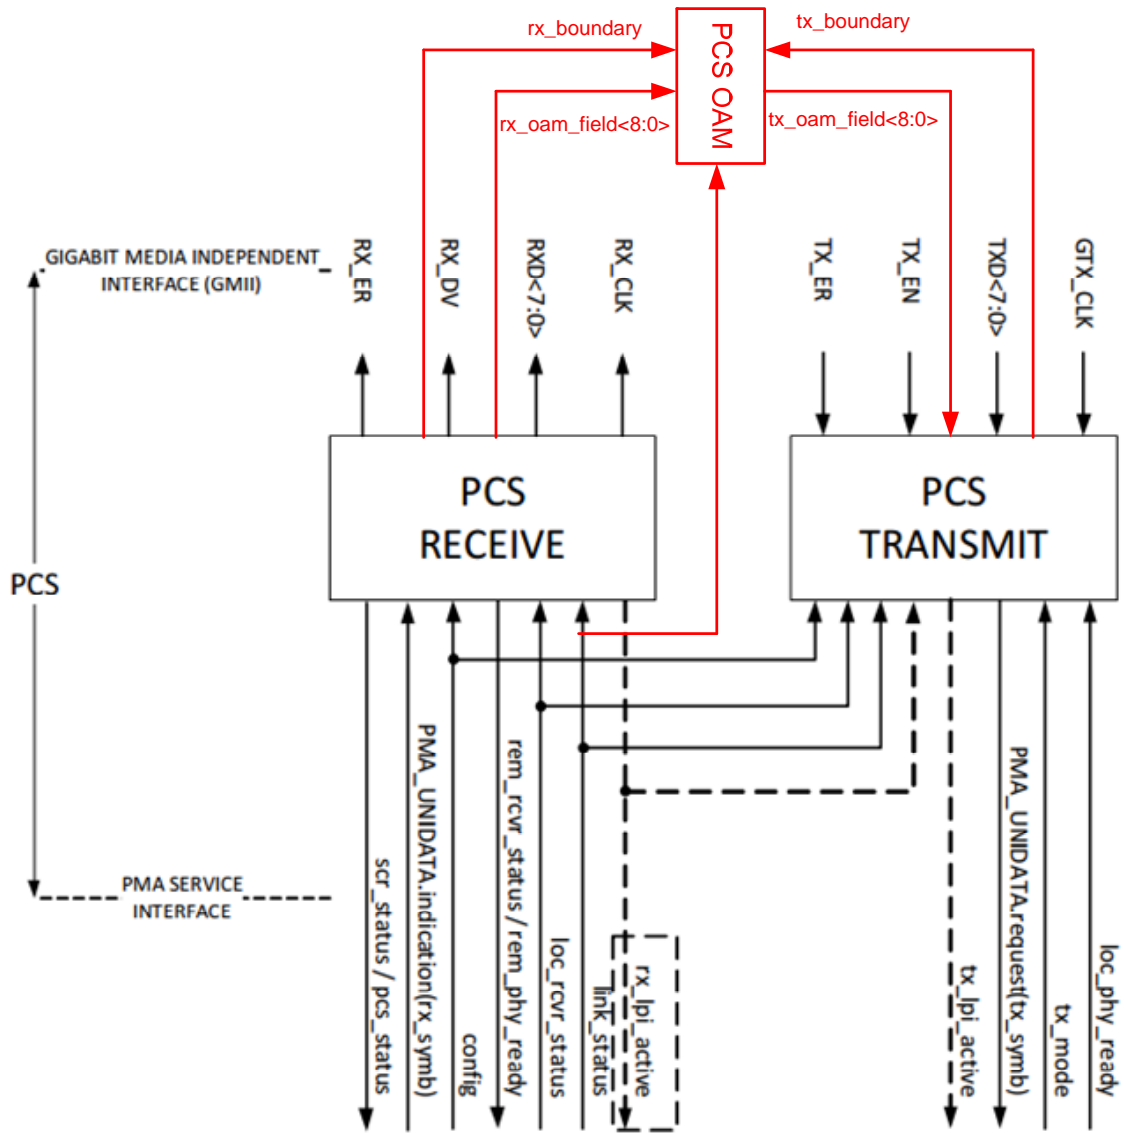 rx_boundary
tx_boundary
PCS OAM
rx_oam_field<8:0>
tx_oam_field<8:0>
GIGABIT MEDIA INDEPENDENT
INTERFACE (GMII)
RX_ER
RX_DV
RXD<7:0>
RX_CLK
TX_ER
TX_EN
TXD<7:0>
GTX_CLK
PCS
RECEIVE
PCS
TRANSMIT
PCS
PMA SERVICE
INTERFACE
scr_status / pcs_status
PMA_UNIDATA.indication(rx_symb)
config
rem_rcvr_status / rem_phy_ready
loc_rcvr_status
link_status
rx_lpi_active
tx_lpi_active
PMA_UNIDATA.request(tx_symb)
tx_mode
loc_phy_ready